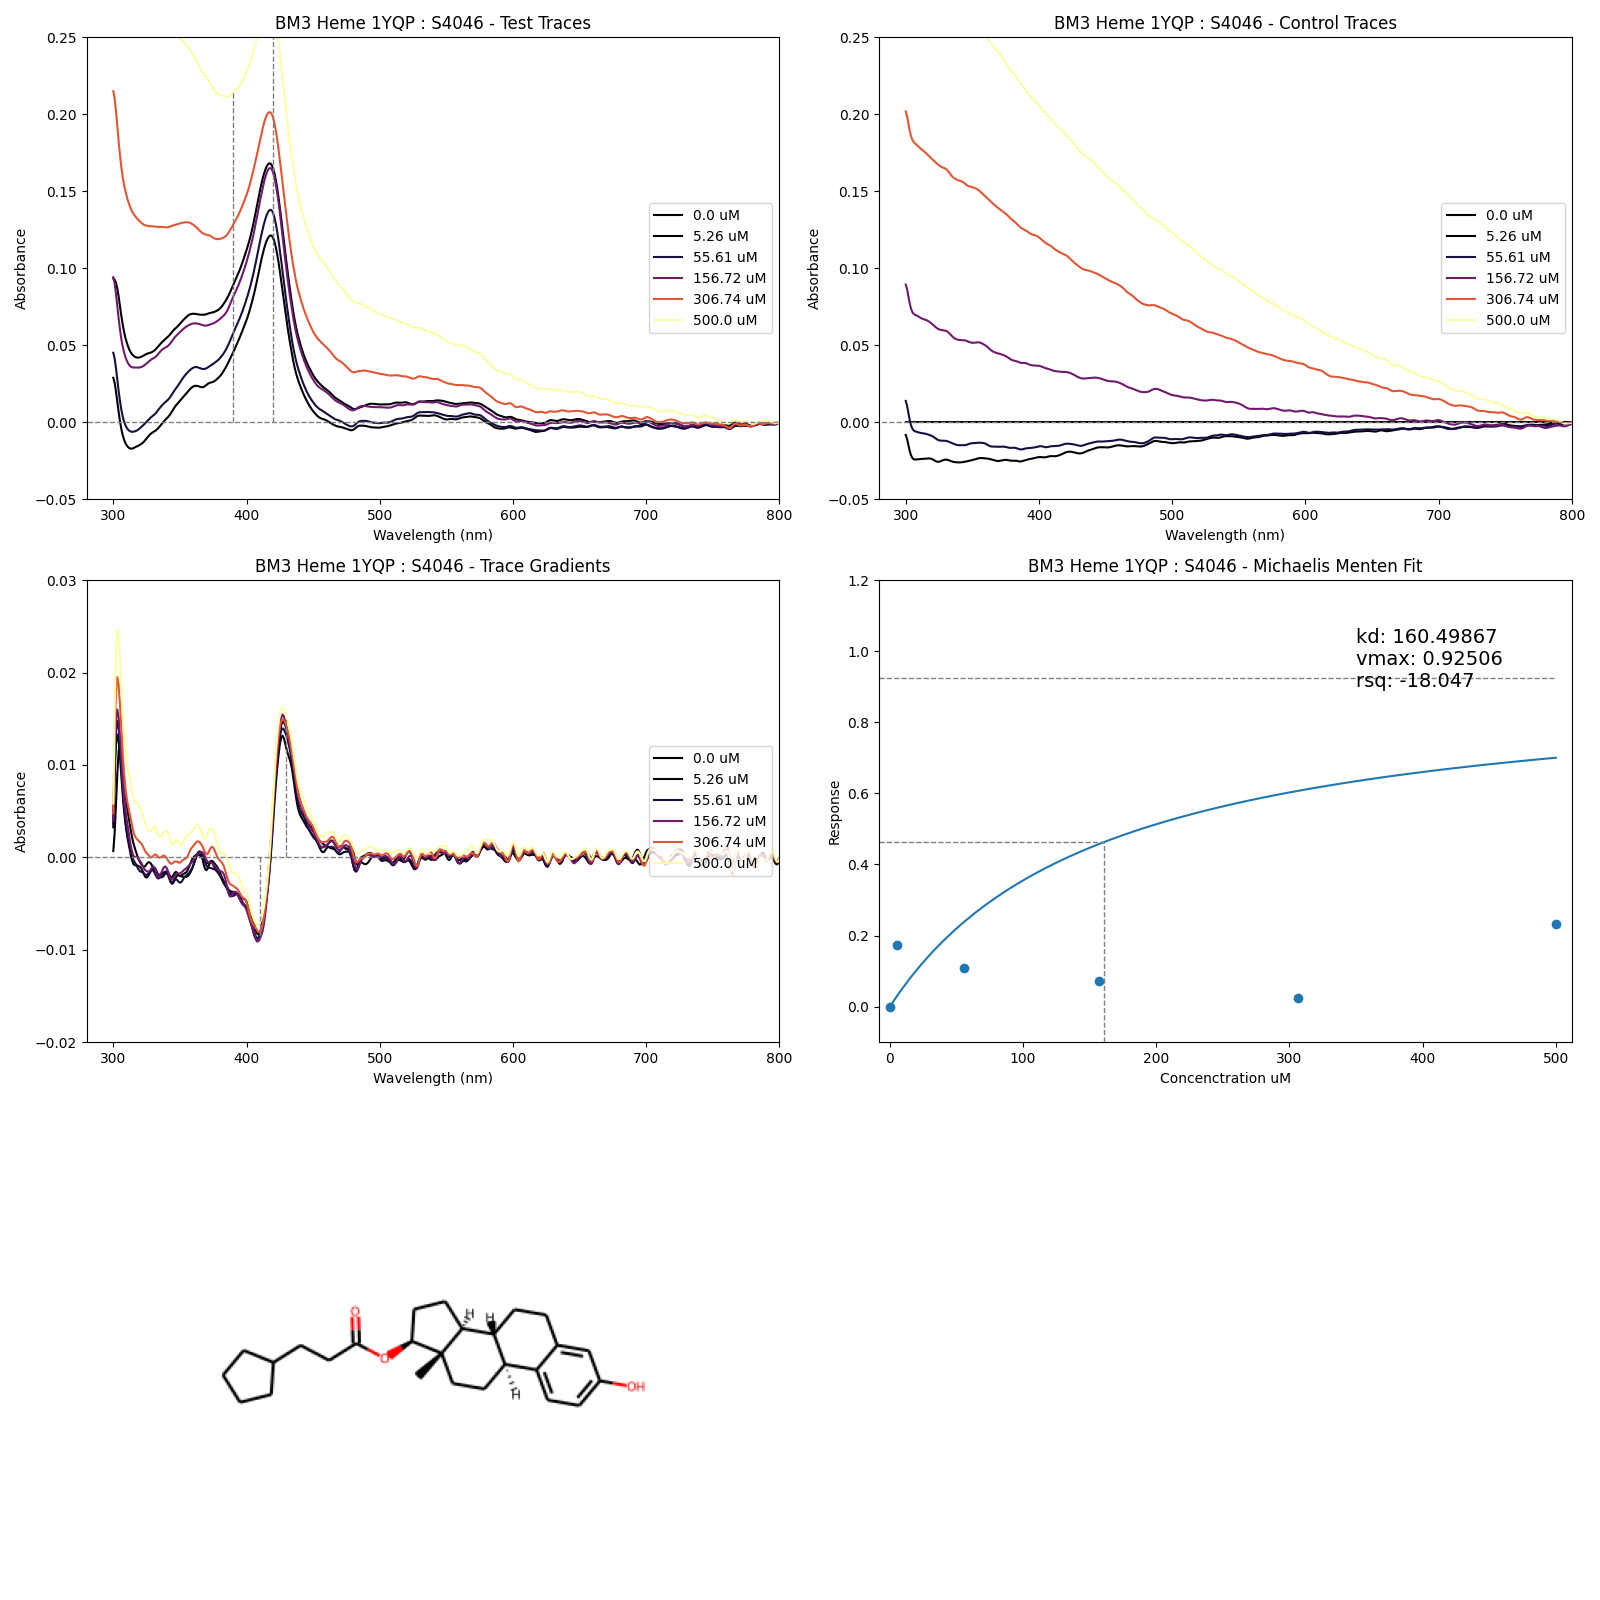 BM3 Heme 1YQP : S4046 - Test Traces
0.25
0.20
0.15
0.10
0.05
0.00
−0.05
Absorbance
300 400 500 600 700 800
Wavelength (nm)
0.0 uM
5.26 uM
55.61 uM
156.72 uM
306.74 uM
500.0 uM
BM3 Heme 1YQP : S4046 - Control Traces
0.25
0.20
0.15
0.10
0.05
0.00
−0.05
Absorbance
300 400 500 600 700 800
Wavelength (nm)
0.0 uM
5.26 uM
55.61 uM
156.72 uM
306.74 uM
500.0 uM
BM3 Heme 1YQP : S4046 - Trace Gradients
0.03
0.02
0.01
0.00
−0.01
−0.02
Absorbance
300 400 500 600 700 800
Wavelength (nm)
0.0 uM
5.26 uM
55.61 uM
156.72 uM
306.74 uM
500.0 uM
BM3 Heme 1YQP : S4046 - Michaelis Menten Fit
1.2
1.0
0.8
0.6
0.4
0.2
0.0
Response
kd: 160.49867
vmax: 0.92506
rsq: -18.047
0 100 200 300 400 500
Concenctration uM
O
O
H
H
H
OH